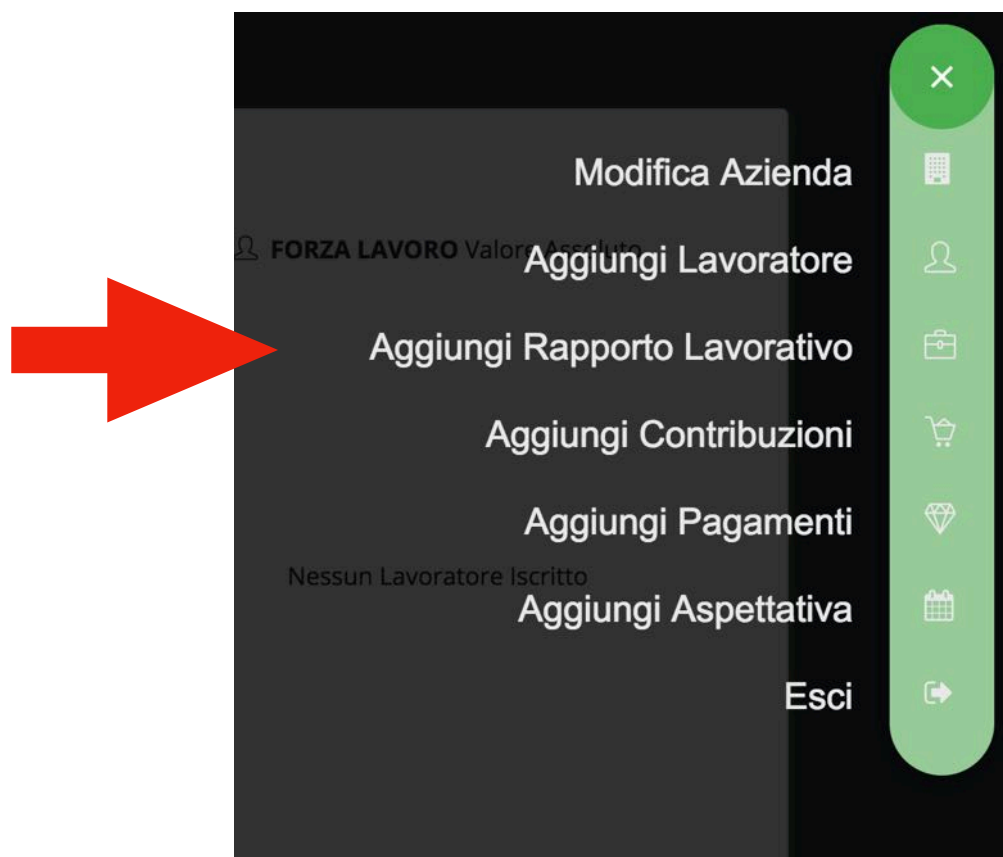 Modifica Azienda
FORZA LAVORO Valore Assoluto
Aggiungi Lavoratore
Aggiungi Rapporto Lavorativo
Aggiungi Contribuzioni
Aggiungi Pagamenti
Nessun Lavoratore Iscritto
Aggiungi Aspettativa
Esci